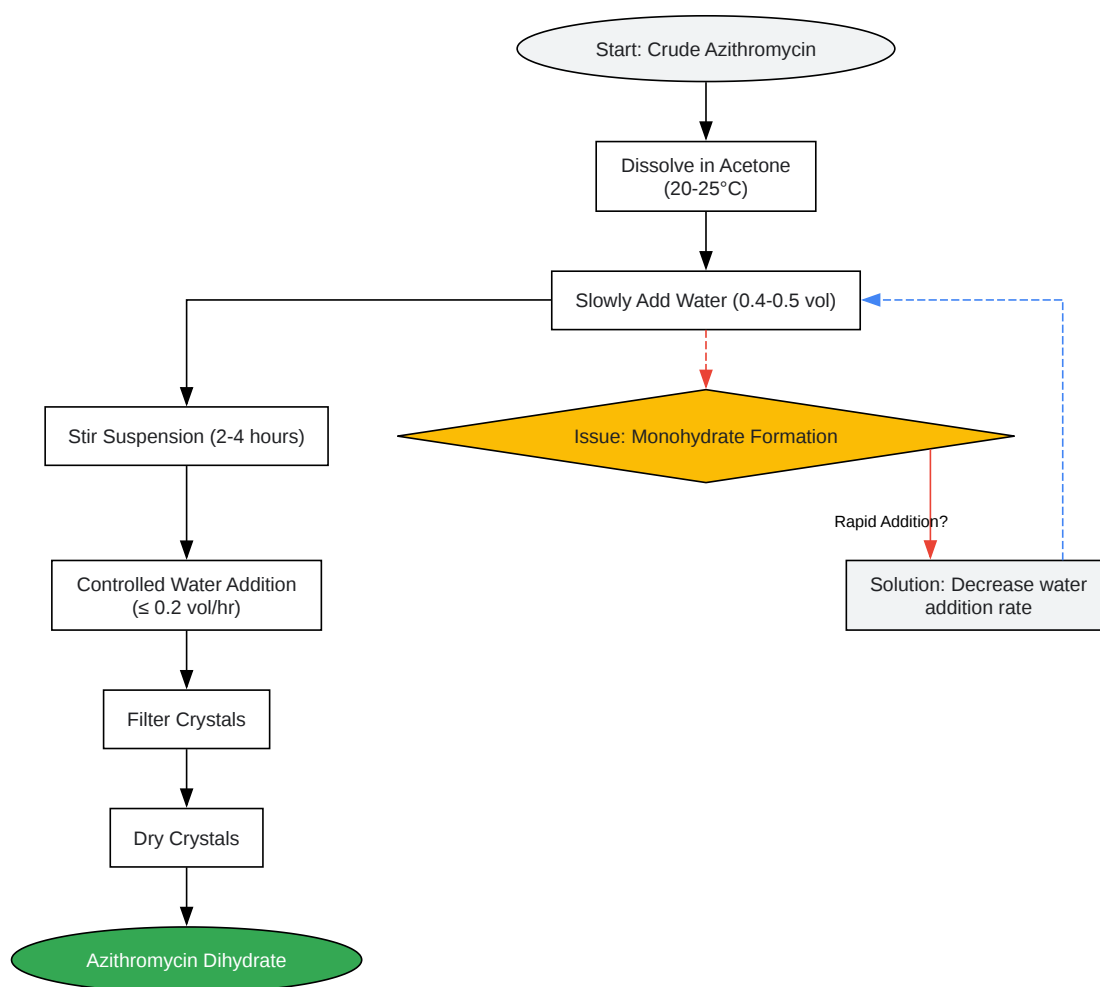 Start: Crude Azithromycin
Dissolve in Acetone
(20-25°C)
Slowly Add Water (0.4-0.5 vol)
Stir Suspension (2-4 hours)
Issue: Monohydrate Formation
Rapid Addition?
Controlled Water Addition
(≤ 0.2 vol/hr)
Solution: Decrease water
addition rate
Filter Crystals
Dry Crystals
Azithromycin Dihydrate